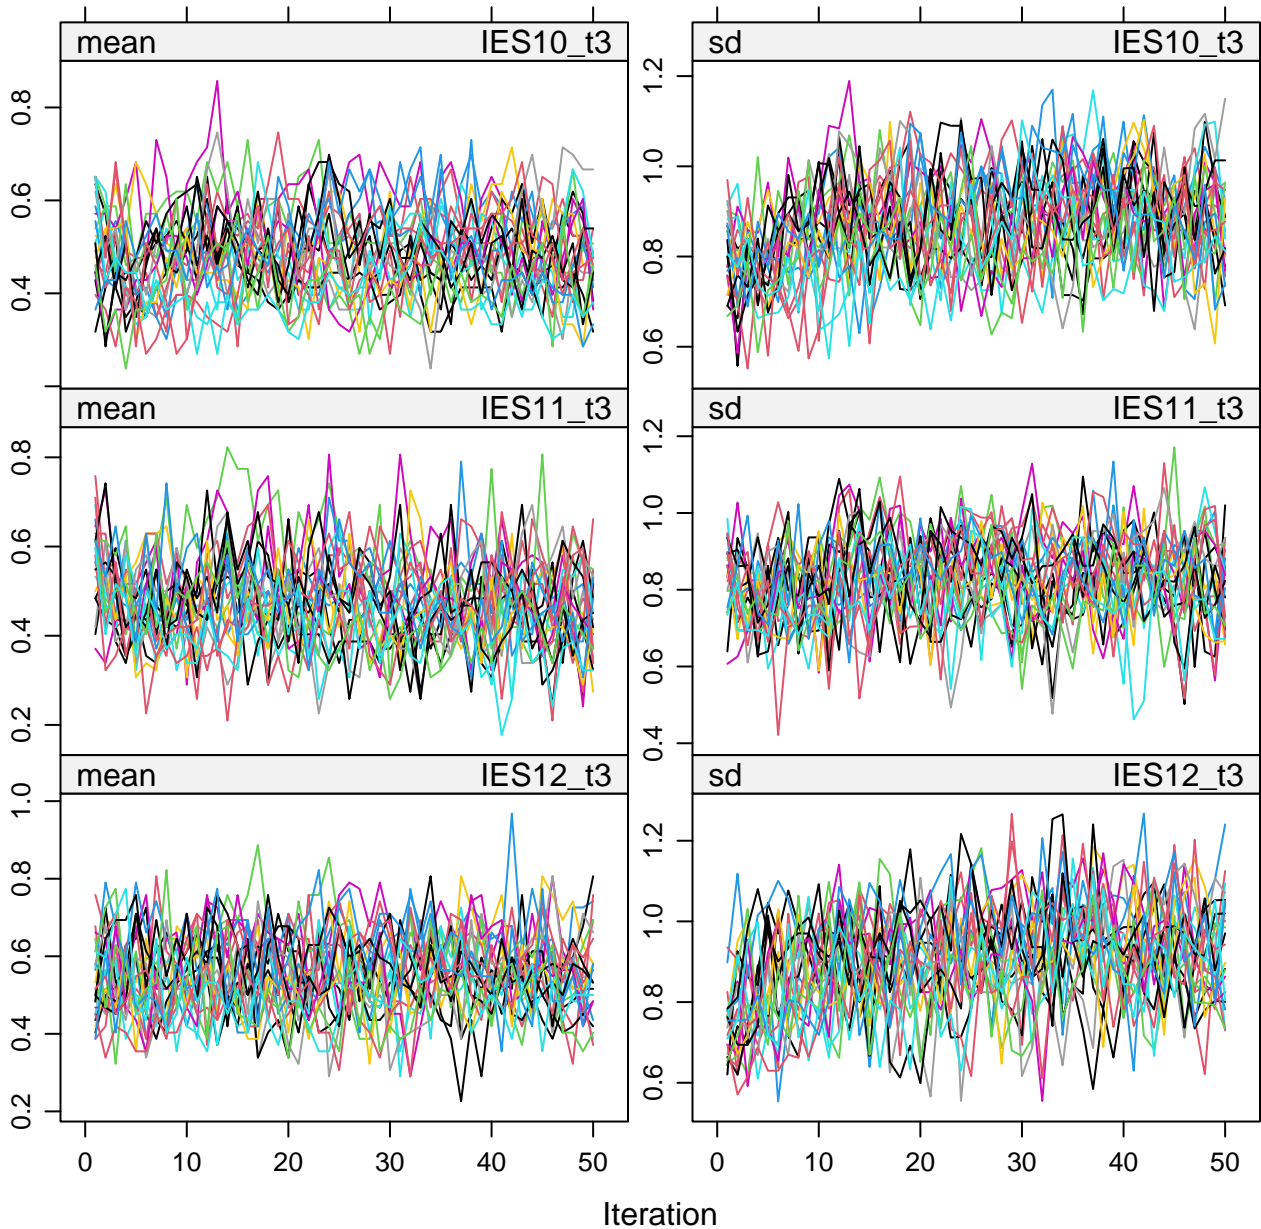 mean IES10_t3
sd IES10_t3
0.4 0.6 0.8
0.6 0.8 1.0 1.2
mean IES11_t3
sd IES11_t3
0.2 0.4 0.6 0.8
0.4 0.6 0.8 1.0 1.2
mean IES12_t3
sd IES12_t3
0.2 0.4 0.6 0.8 1.0
0.6 0.8 1.0 1.2
0 10 20 30 40 50
0 10 20 30 40 50
Iteration